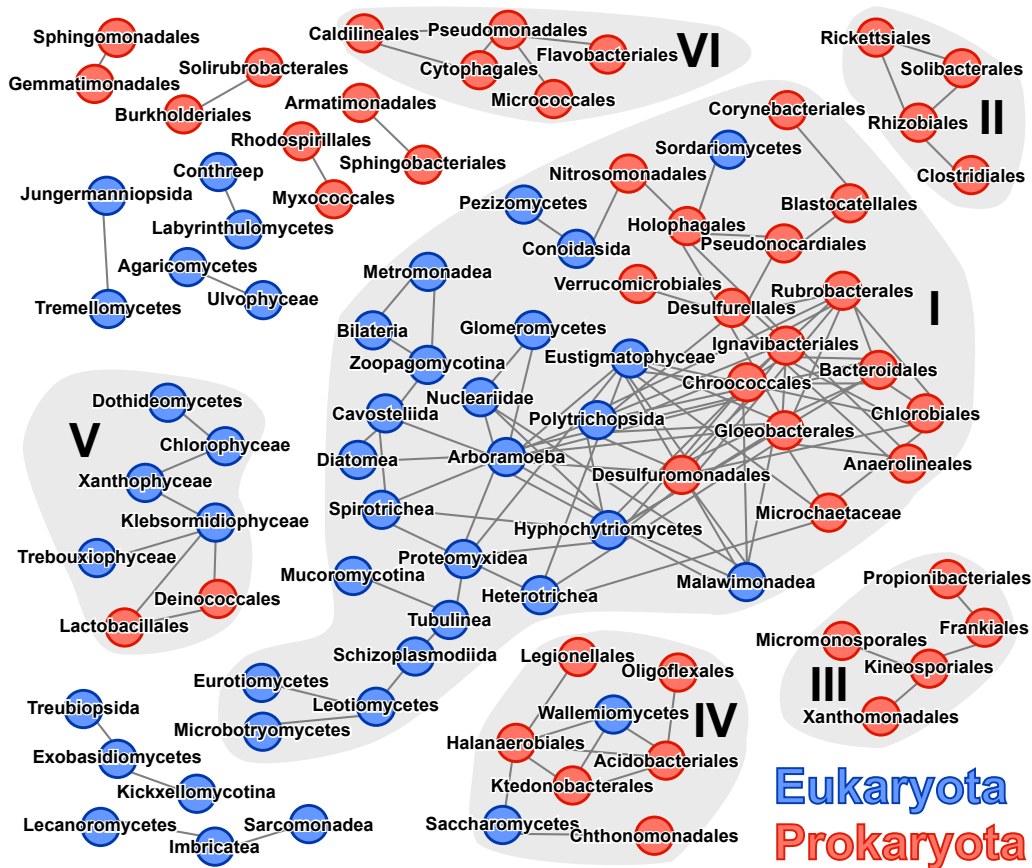 Sphingomonadales
Gemmatimonadales
Solirubrobacterales
Burkholderiales
Armatimonadales
Rhodospirillales
Sphingobacteriales
Myxococcales
Conthreep
Jungermanniopsida
Labyrinthulomycetes
Agaricomycetes
Ulvophyceae
Tremellomycetes
Caldilineales
Pseudomonadales
Flavobacteriales
Cytophagales
Micrococcales
VI
Rickettsiales
Solibacterales
Rhizobiales
II
Clostridiales
Corynebacteriales
Sordariomycetes
Nitrosomonadales
Pezizomycetes
Blastocatellales
Holophagales
Pseudonocardiales
Conoidasida
Metromonadea
Verrucomicrobiales
Rubrobacterales
Desulfurellales
I
Bilateria
Glomeromycetes
Ignavibacteriales
Eustigmatophyceae
Zoopagomycotina
Bacteroidales
Chroococcales
Nucleariidae
Cavosteliida
Polytrichopsida
Chlorobiales
Gloeobacterales
Diatomea
Arboramoeba
Anaerolineales
Desulfuromonadales
Spirotrichea
Microchaetaceae
Hyphochytriomycetes
Proteomyxidea
Mucoromycotina
Heterotrichea
Malawimonadea
Tubulinea
Schizoplasmodiida
Eurotiomycetes
Leotiomycetes
Microbotryomycetes
Dothideomycetes
V
Chlorophyceae
Xanthophyceae
Klebsormidiophyceae
Trebouxiophyceae
Deinococcales
Lactobacillales
Propionibacteriales
Frankiales
Micromonosporales
Kineosporiales
III
Xanthomonadales
Legionellales
Oligoflexales
Wallemiomycetes
IV
Halanaerobiales
Acidobacteriales
Ktedonobacterales
Saccharomycetes
Chthonomonadales
Treubiopsida
Exobasidiomycetes
Kickxellomycotina
Lecanoromycetes
Sarcomonadea
Imbricatea
Eukaryota
Prokaryota